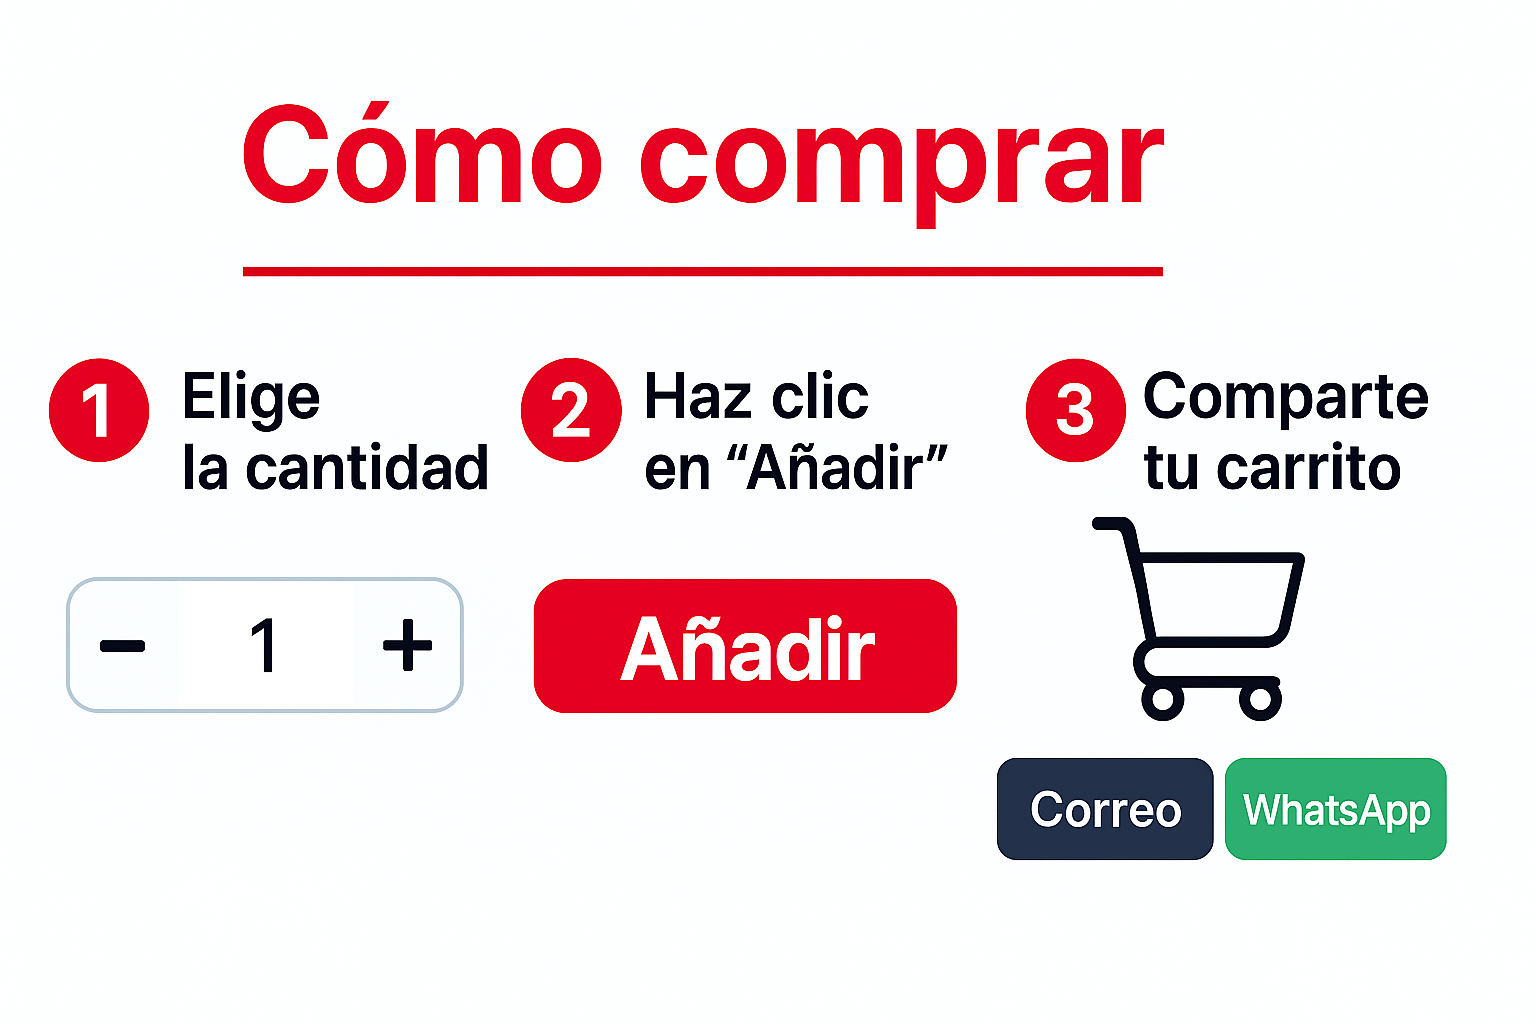 Cómo comprar
1
Elige
la cantidad
2
Haz clic
en “Añadir”
3
Comparte
tu carrito
− 1 +
Añadir
Correo
WhatsApp